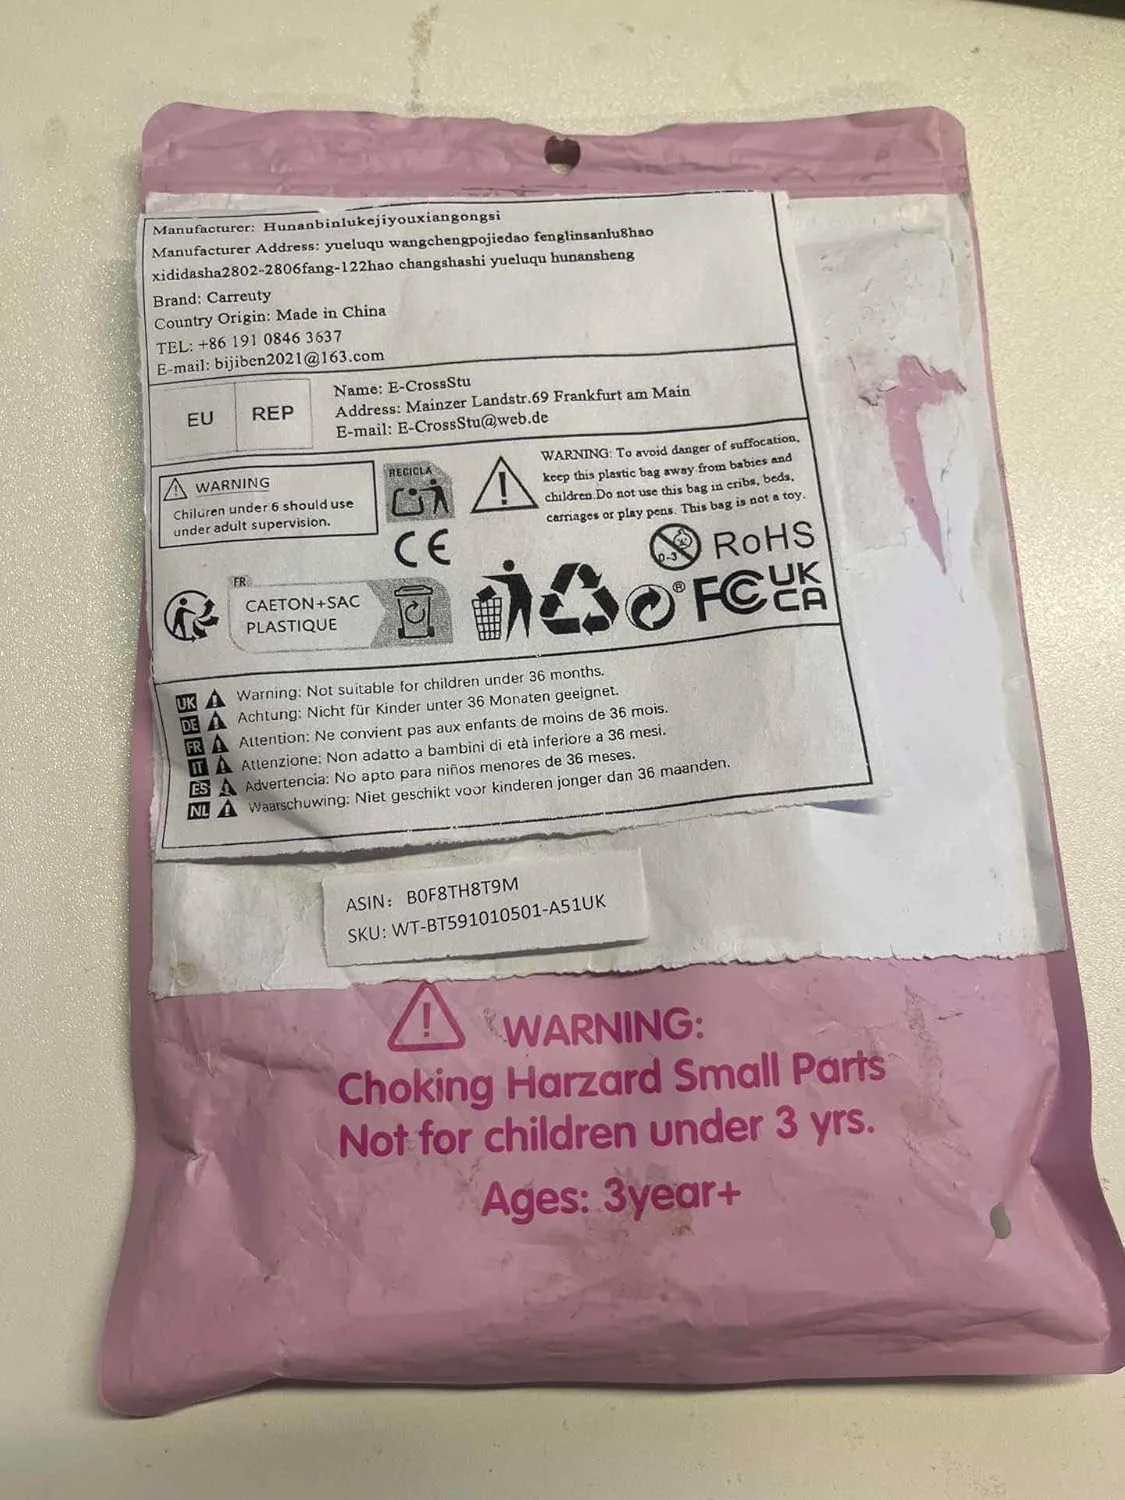 Manufacturer: Hunanbinlukejiyouxiangongsi
Manufacturer Address: yueluqu wangchengpojiedao fenglinsanlu8hao
xididasha2802-2806fang-122hao changshashi yueluqu hunansheng
Brand: Carreuty
Country Origin: Made in China
TEL: +86 191 0846 3637
E-mail: bijiben2021@163.com
EU REP
Name: E-CrossStu
Address: Mainzer Landstr.69 Frankfurt am Main
E-mail: E-CrossStu@web.de
WARNING
Children under 6 should use
under adult supervision.
RECICLA
WARNING: To avoid danger of suffocation,
keep this plastic bag away from babies and
children.Do not use this bag in cribs, beds,
carriages or play pens. This bag is not a toy.
CE
0-3
RoHS
FR
CAETON+SAC
PLASTIQUE
®
FC
UK
CA
UK Warning: Not suitable for children under 36 months.
DE Achtung: Nicht für Kinder unter 36 Monaten geeignet.
FR Attention: Ne convient pas aux enfants de moins de 36 mois.
IT Attenzione: Non adatto a bambini di età inferiore a 36 mesi.
ES Advertencia: No apto para niños menores de 36 meses.
NL Waarschuwing: Niet geschikt voor kinderen jonger dan 36 maanden.
ASIN: B0F8TH8T9M
SKU: WT-BT591010501-A51UK
WARNING:
Choking Harzard Small Parts
Not for children under 3 yrs.
Ages: 3year+